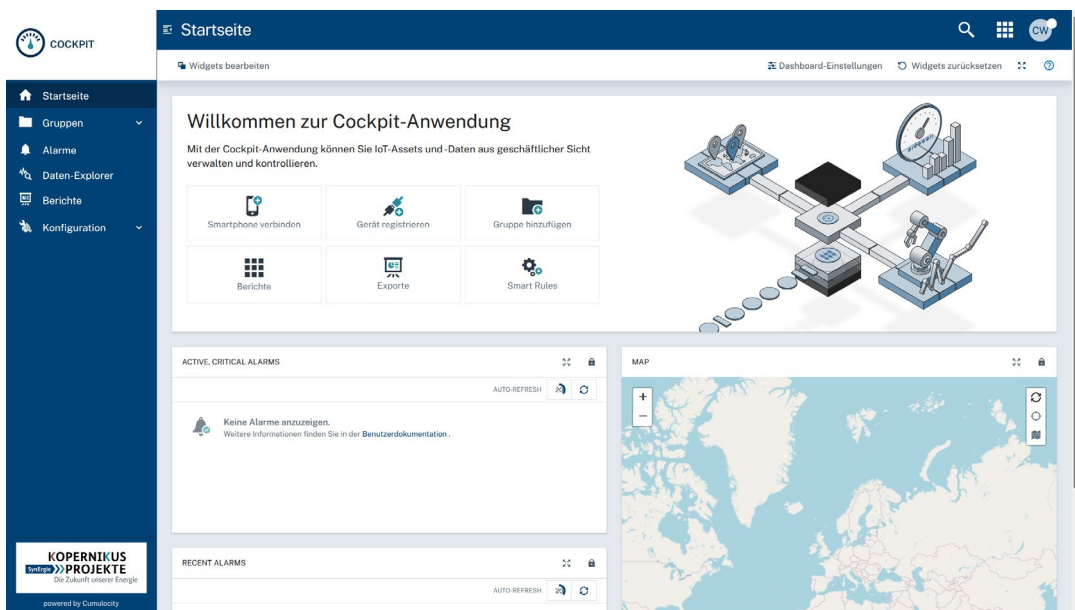 COCKPIT
Startseite
CW
Widgets bearbeiten
Dashboard-Einstellungen
Widgets zurücksetzen
Startseite
Gruppen
Alarme
Daten-Explorer
Berichte
Konfiguration
Willkommen zur Cockpit-Anwendung
Mit der Cockpit-Anwendung können Sie IoT-Assets und -Daten aus geschäftlicher Sicht
verwalten und kontrollieren.
Smartphone verbinden
Gerät registrieren
Gruppe hinzufügen
Berichte
Exporte
Smart Rules
ACTIVE, CRITICAL ALARMS
AUTO-REFRESH
20
Keine Alarme anzuzeigen.
Weitere Informationen finden Sie in der Benutzerdokumentation .
MAP
+
−
RECENT ALARMS
AUTO-REFRESH
20
KOPERNIKUS
SynErgie PROJEKTE
Die Zukunft unserer Energie
powered by Cumulocity